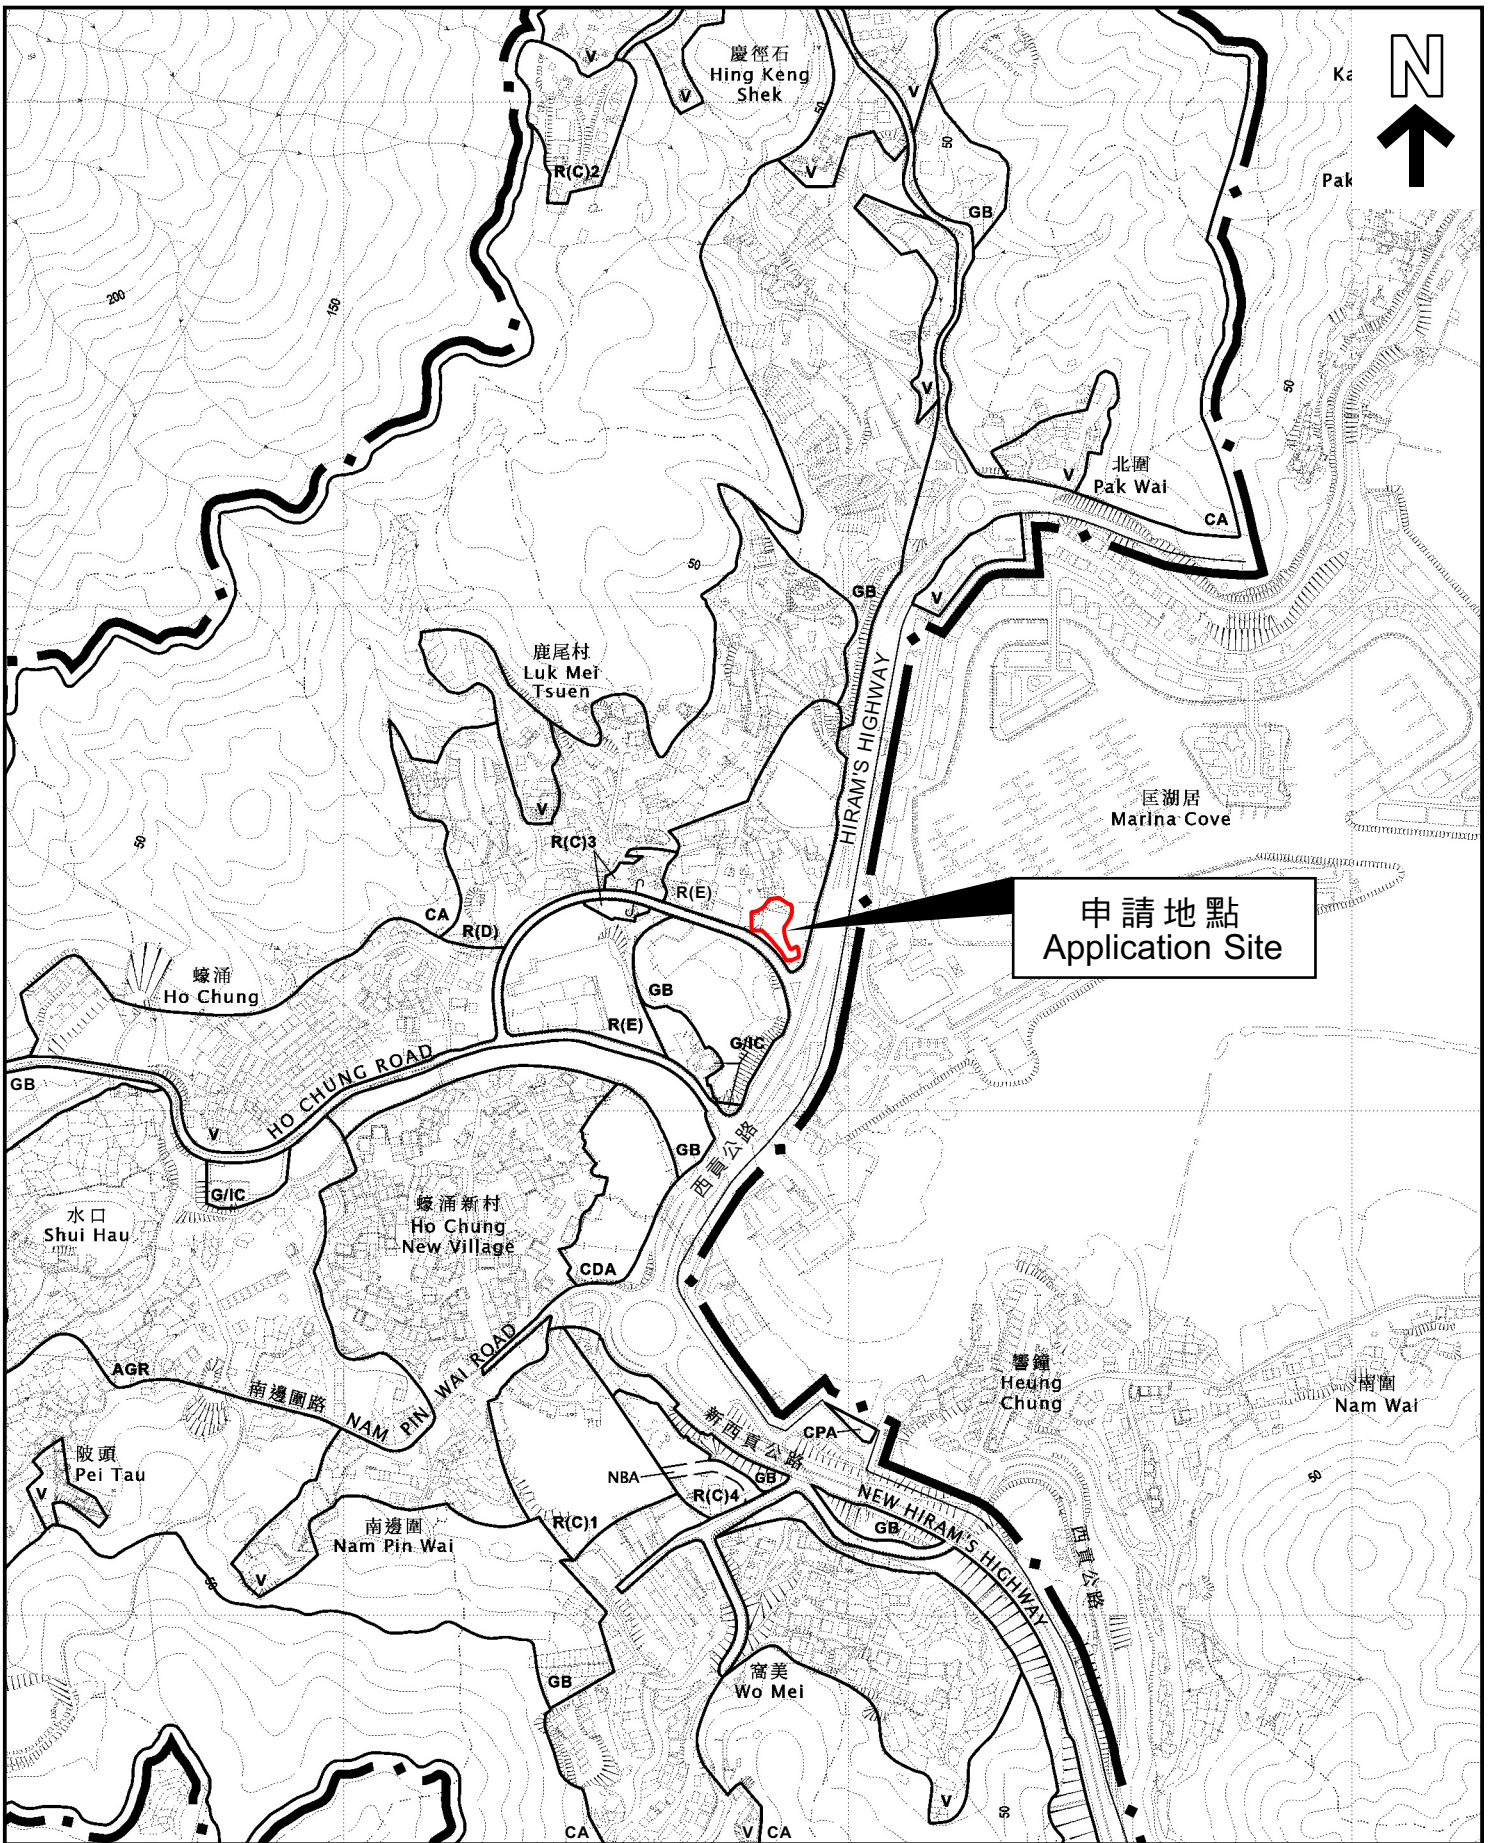 慶徑石
Hing Keng
Shek
N
Ka
Pak
V
V
V
50
50
R(C)2
V
GB
200
150
V
50
北圍
Pak Wai
V
CA
50
GB
V
鹿尾村
Luk Mei
Tsuen
HIRAM'S HIGHWAY
匡湖居
Marina Cove
V
50
R(C)3
R(E)
申請地點
Application Site
CA
R(D)
蠔涌
Ho Chung
GB
R(E)
G/IC
HO CHUNG ROAD
GB
V
GB
西貢公路
G/IC
水口
Shui Hau
蠔涌新村
Ho Chung
New Village
CDA
NAM PIN WAI ROAD
AGR
南邊圍路
響鐘
Heung
Chung
南圍
Nam Wai
新西貢公路
CPA
陂頭
Pei Tau
V
NBA
GB
R(C)4
NEW HIRAM'S HIGHWAY
50
南邊圍
Nam Pin Wai
R(C)1
GB
西貢公路
50
V
窩美
Wo Mei
GB
V
50
CA
V
CA